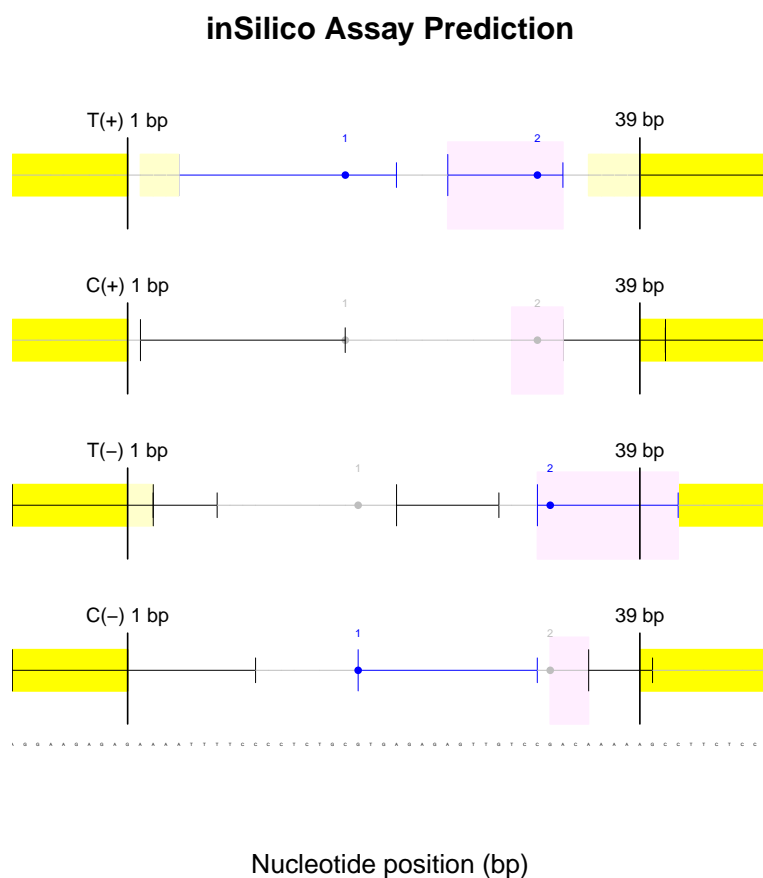 inSilico Assay Prediction
T(+) 1 bp 39 bp
1 2
C(+) 1 bp 39 bp
1 2
T(−) 1 bp 39 bp
1 2
C(−) 1 bp 39 bp
1 2
G G A A G A G A G A A A A T T T T C C C C T C T G C G T G A G A G A G T T G T C C G A C A A A A A G C C T T C T C C
Nucleotide position (bp)